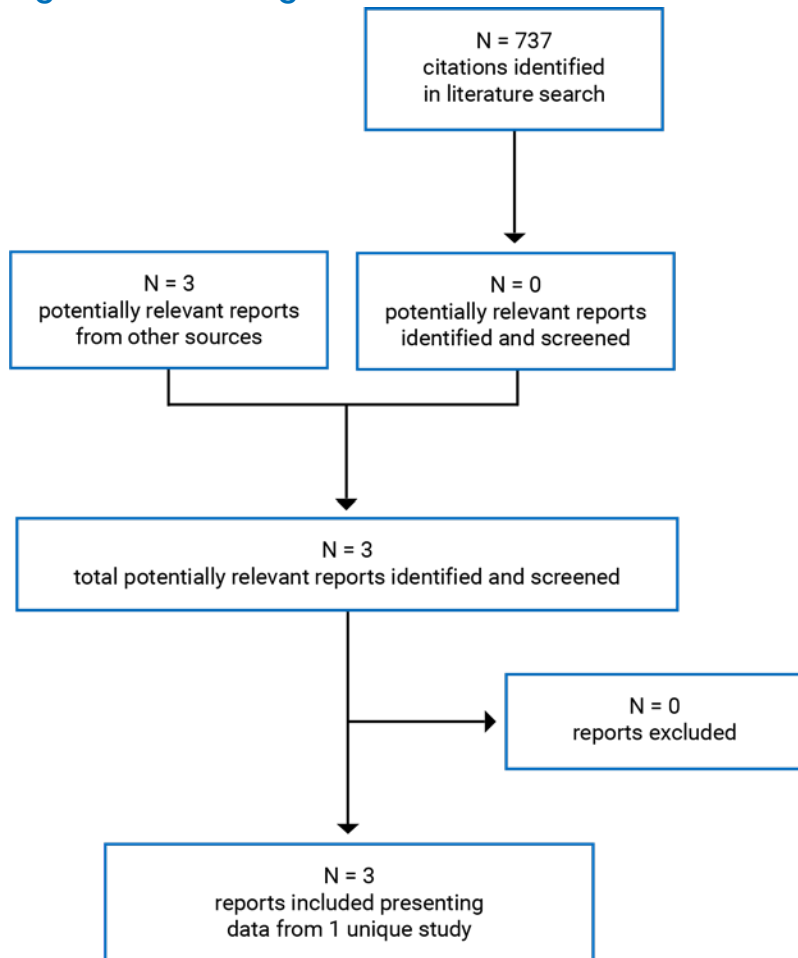 N = 737
citations identified
in literature search
N = 3
potentially relevant reports
from other sources
N = 0
potentially relevant reports
identified and screened
N = 3
total potentially relevant reports identified and screened
N = 0
reports excluded
N = 3
reports included presenting
data from 1 unique study